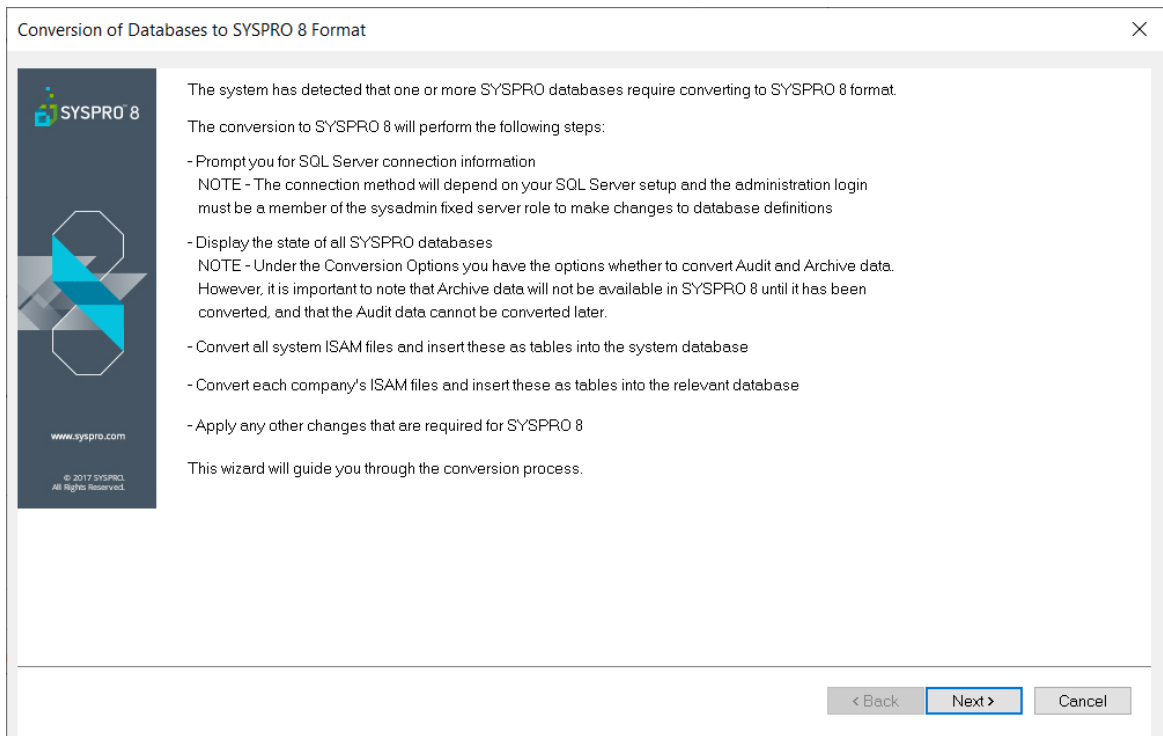 Conversion of Databases to SYSPRO 8 Format
SYSPRO™ 8
The system has detected that one or more SYSPRO databases require converting to SYSPRO 8 format.
The conversion to SYSPRO 8 will perform the following steps:
- Prompt you for SQL Server connection information
NOTE - The connection method will depend on your SQL Server setup and the administration login
must be a member of the sysadmin fixed server role to make changes to database definitions
- Display the state of all SYSPRO databases
NOTE - Under the Conversion Options you have the options whether to convert Audit and Archive data.
However, it is important to note that Archive data will not be available in SYSPRO 8 until it has been
converted, and that the Audit data cannot be converted later.
- Convert all system ISAM files and insert these as tables into the system database
- Convert each company's ISAM files and insert these as tables into the relevant database
- Apply any other changes that are required for SYSPRO 8
This wizard will guide you through the conversion process.
www.syspro.com
© 2017 SYSPRO.
All Rights Reserved.
< Back
Next >
Cancel